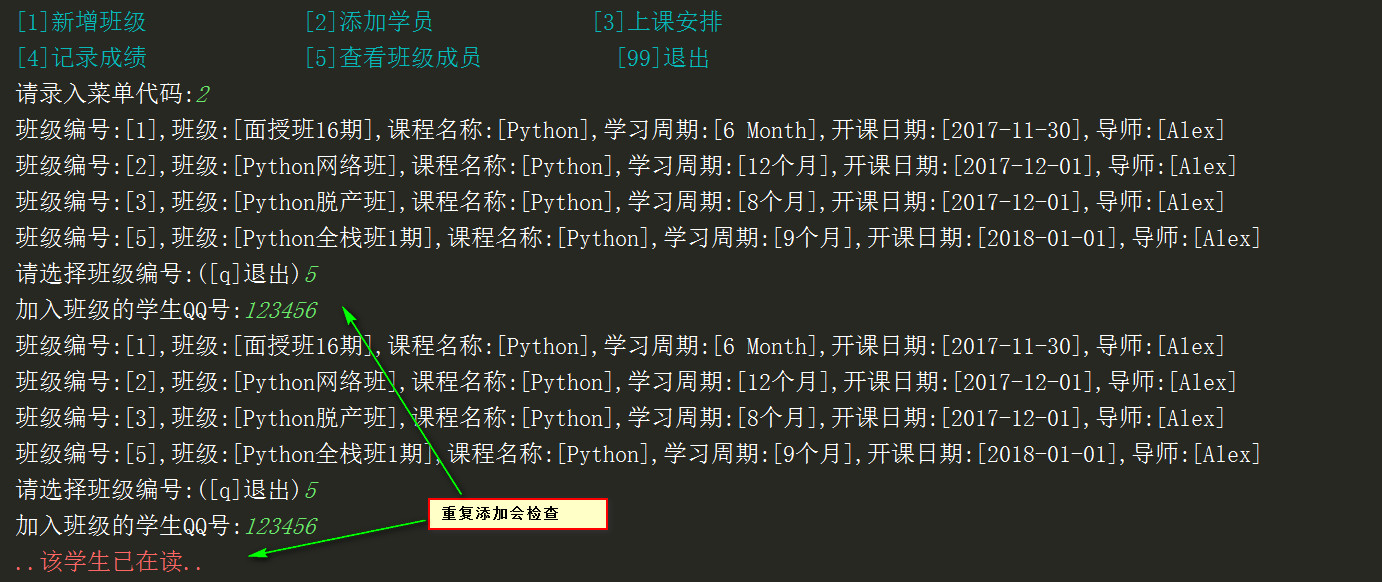 [1]新增班级 [2]添加学员 [3]上课安排
[4]记录成绩 [5]查看班级成员 [99]退出
请录入菜单代码:2
班级编号:[1],班级:[面授班16期],课程名称:[Python],学习周期:[6 Month],开课日期:[2017-11-30],导师:[Alex]
班级编号:[2],班级:[Python网络班],课程名称:[Python],学习周期:[12个月],开课日期:[2017-12-01],导师:[Alex]
班级编号:[3],班级:[Python脱产班],课程名称:[Python],学习周期:[8个月],开课日期:[2017-12-01],导师:[Alex]
班级编号:[5],班级:[Python全栈班1期],课程名称:[Python],学习周期:[9个月],开课日期:[2018-01-01],导师:[Alex]
请选择班级编号:([q]退出)5
加入班级的学生QQ号:123456
班级编号:[1],班级:[面授班16期],课程名称:[Python],学习周期:[6 Month],开课日期:[2017-11-30],导师:[Alex]
班级编号:[2],班级:[Python网络班],课程名称:[Python],学习周期:[12个月],开课日期:[2017-12-01],导师:[Alex]
班级编号:[3],班级:[Python脱产班],课程名称:[Python],学习周期:[8个月],开课日期:[2017-12-01],导师:[Alex]
班级编号:[5],班级:[Python全栈班1期],课程名称:[Python],学习周期:[9个月],开课日期:[2018-01-01],导师:[Alex]
请选择班级编号:([q]退出)5
重复添加会检查
加入班级的学生QQ号:123456
..该学生已在读..